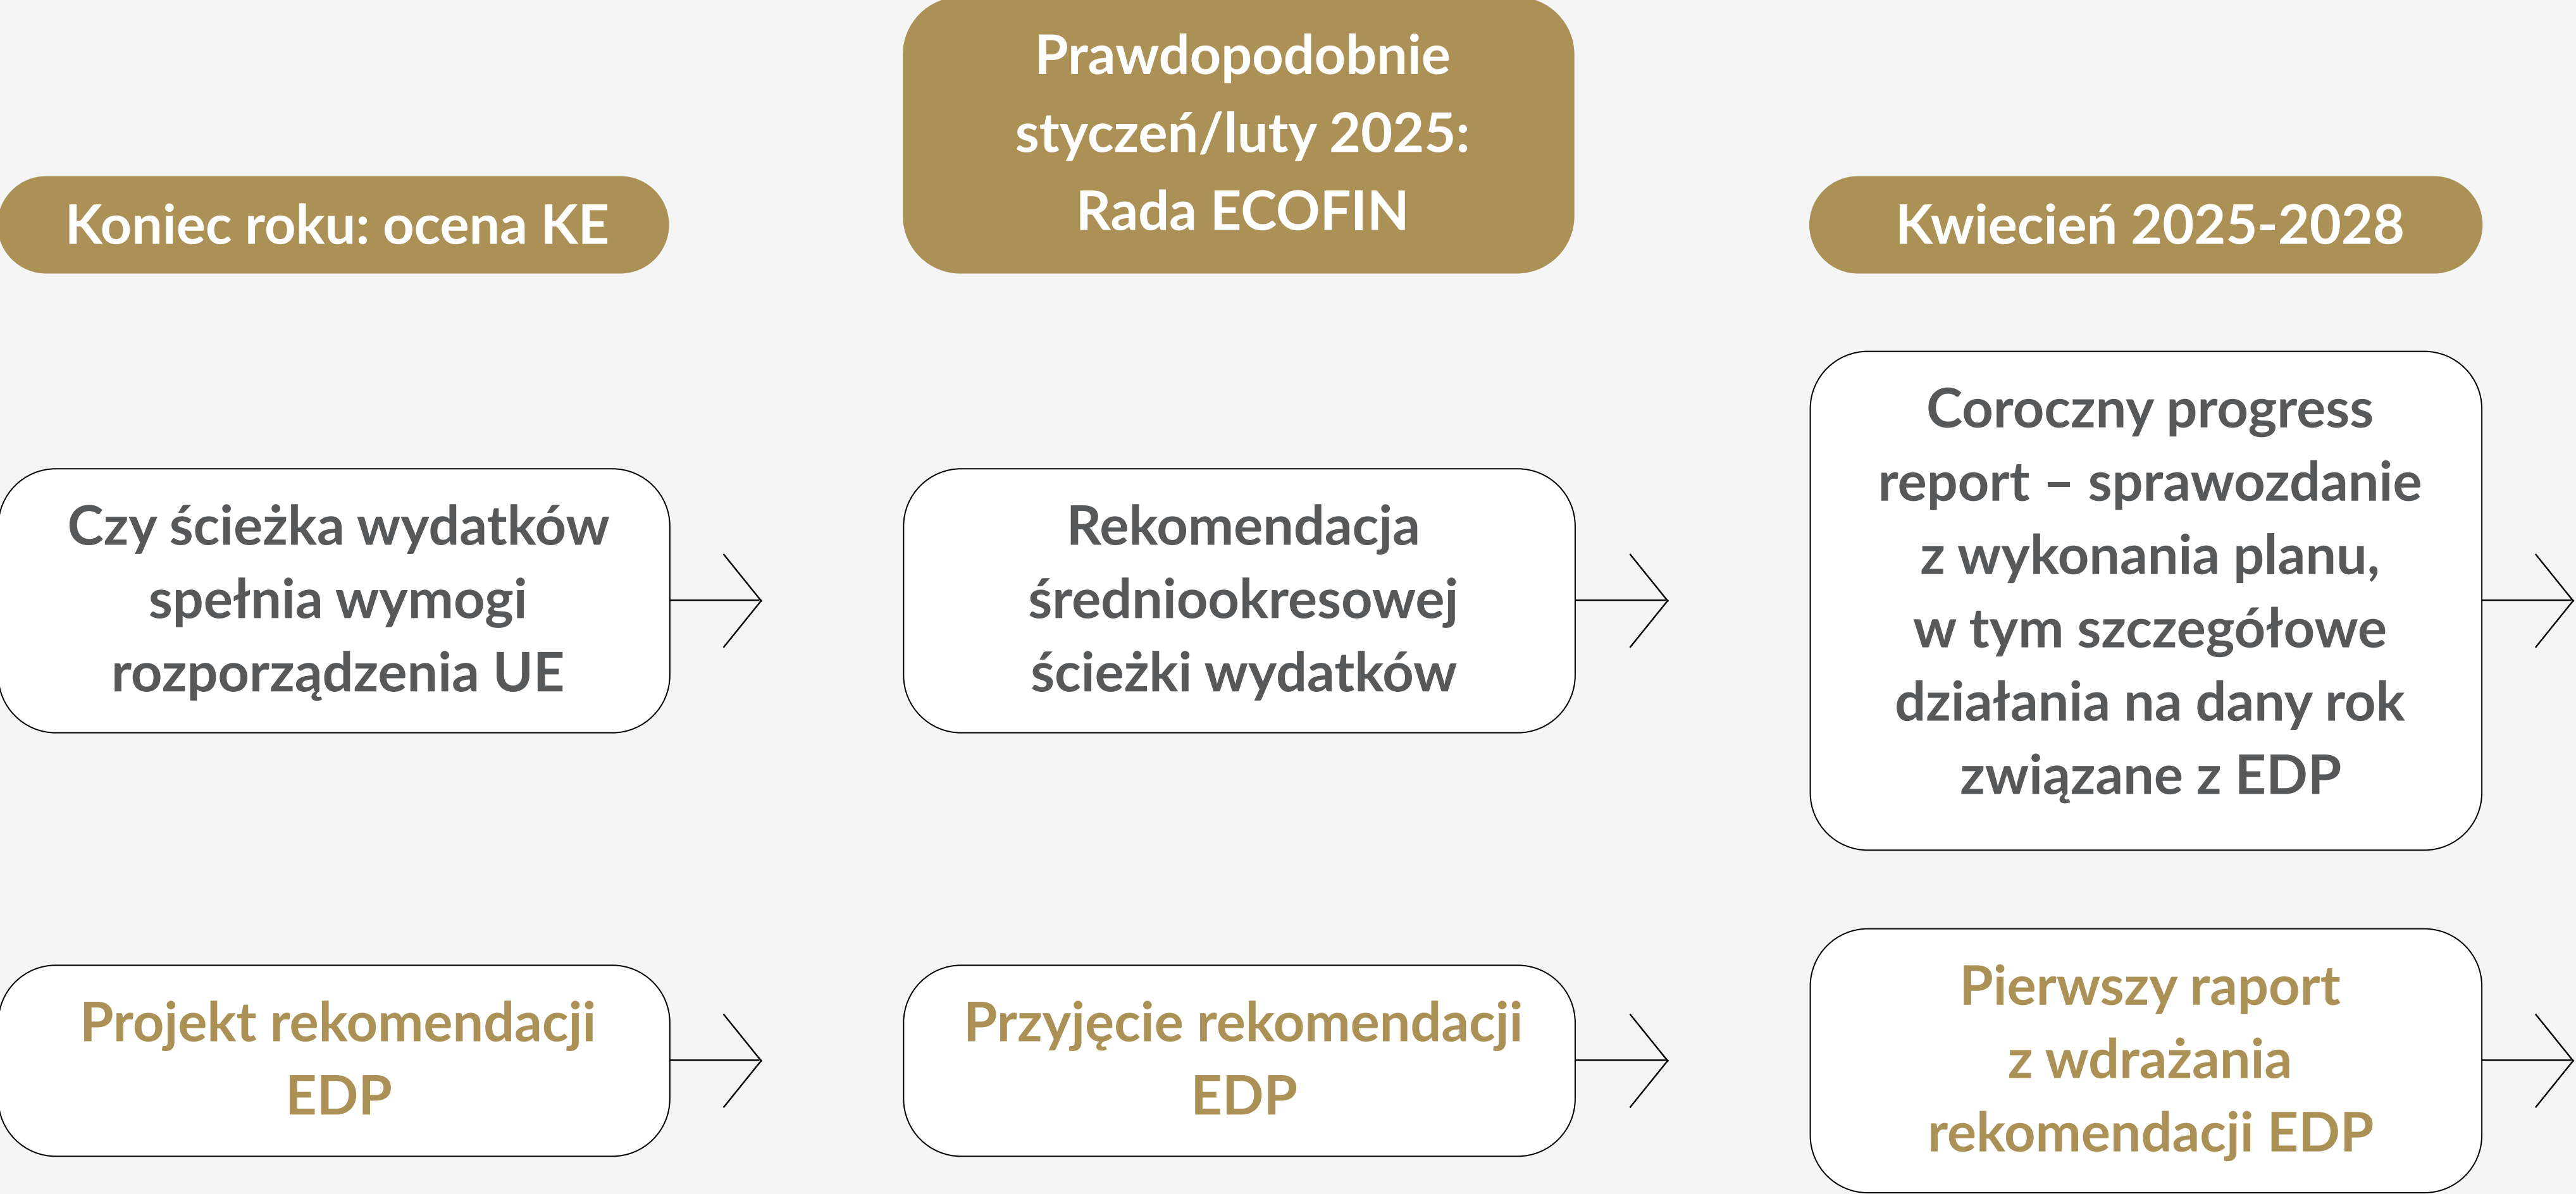 Koniec roku: ocena KE
Prawdopodobnie
styczeń/luty 2025:
Rada ECOFIN
Kwiecień 2025-2028
Czy ścieżka wydatków
spełnia wymogi
rozporządzenia UE
Rekomendacja
średniookresowej
ścieżki wydatków
Coroczny progress
report – sprawozdanie
z wykonania planu,
w tym szczegółowe
działania na dany rok
związane z EDP
Projekt rekomendacji
EDP
Przyjęcie rekomendacji
EDP
Pierwszy raport
z wdrażania
rekomendacji EDP